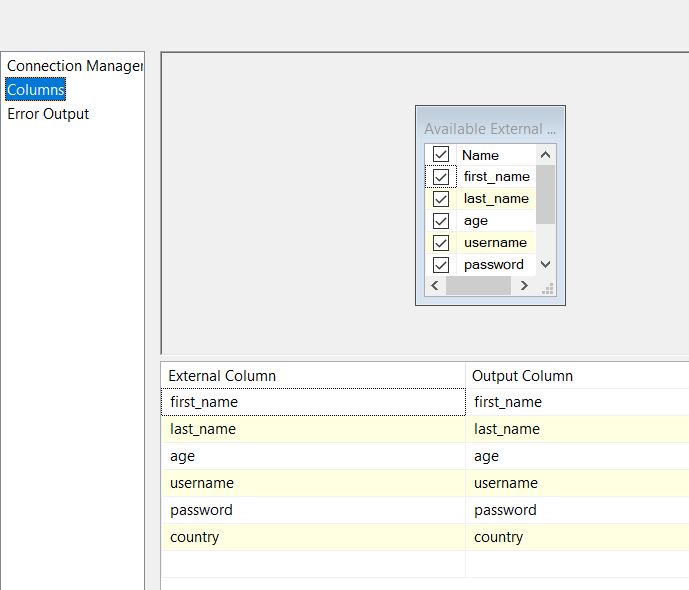 Connection Manager
Columns
Error Output
Available External ...
Name
first_name
last_name
age
username
password
External Column Output Column
first_name first_name
last_name last_name
age age
username username
password password
country country